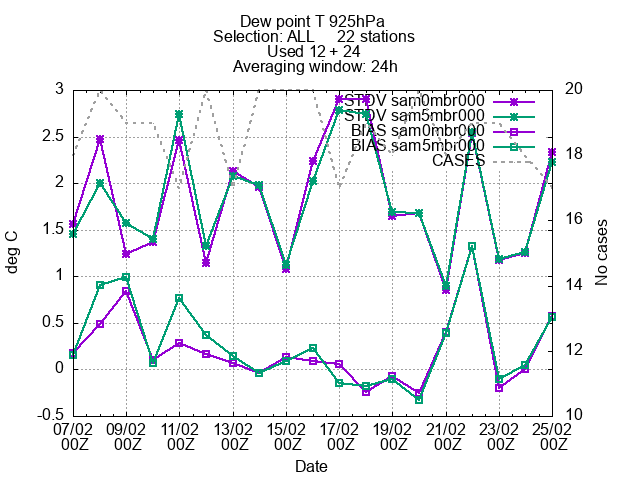 Dew point T 925hPa
Selection: ALL 22 stations
Used 12 + 24
Averaging window: 24h
STDV sam0mbr000
STDV sam5mbr000
BIAS sam0mbr000
BIAS sam5mbr000
CASES
deg C
3
2.5
2
1.5
1
0.5
0
-0.5
20
18
16
14
12
10
No cases
07/02 09/02 11/02 13/02 15/02 17/02 19/02 21/02 23/02 25/02
00Z 00Z 00Z 00Z 00Z 00Z 00Z 00Z 00Z 00Z
Date